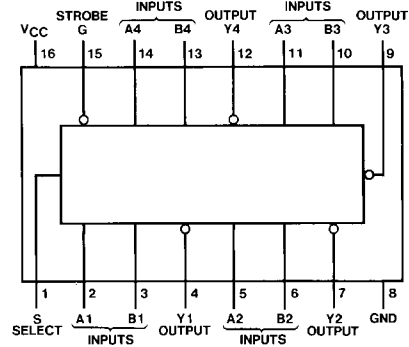 STROBE INPUTS OUTPUT INPUTS OUTPUT
VCC G A4 B4 Y4 A3 B3 Y3
16 15 14 13 12 11 10 9
1 2 3 4 5 6 7 8
S A1 B1 Y1 A2 B2 Y2 GND
SELECT INPUTS OUTPUT INPUTS OUTPUT